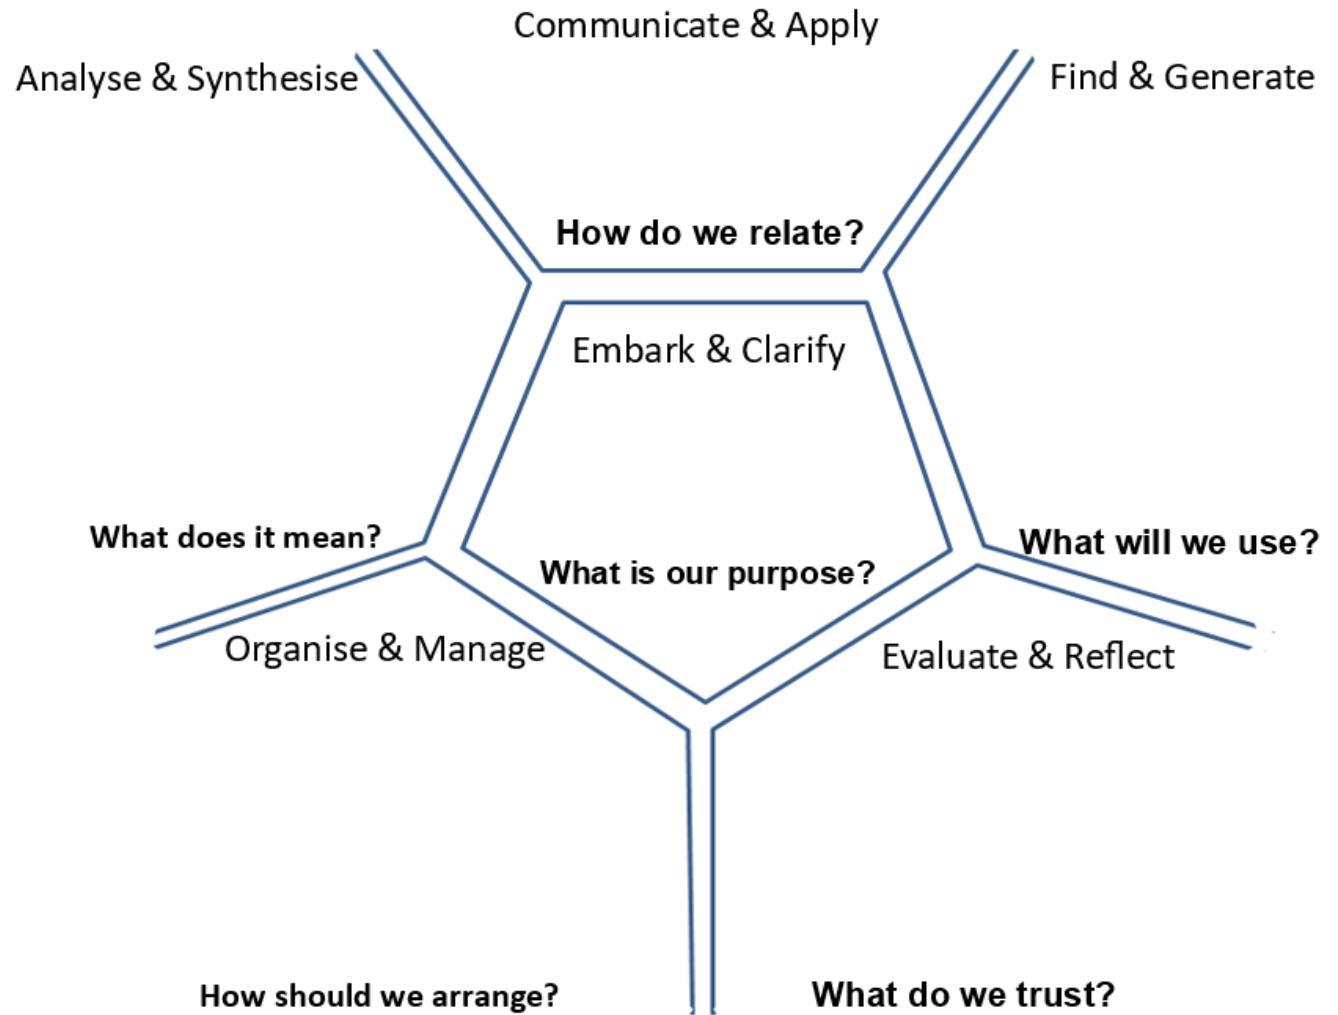 Communicate & Apply
Analyse & Synthesise
Find & Generate
How do we relate?
Embark & Clarify
What does it mean?
What will we use?
What is our purpose?
Organise & Manage
Evaluate & Reflect
How should we arrange?
What do we trust?